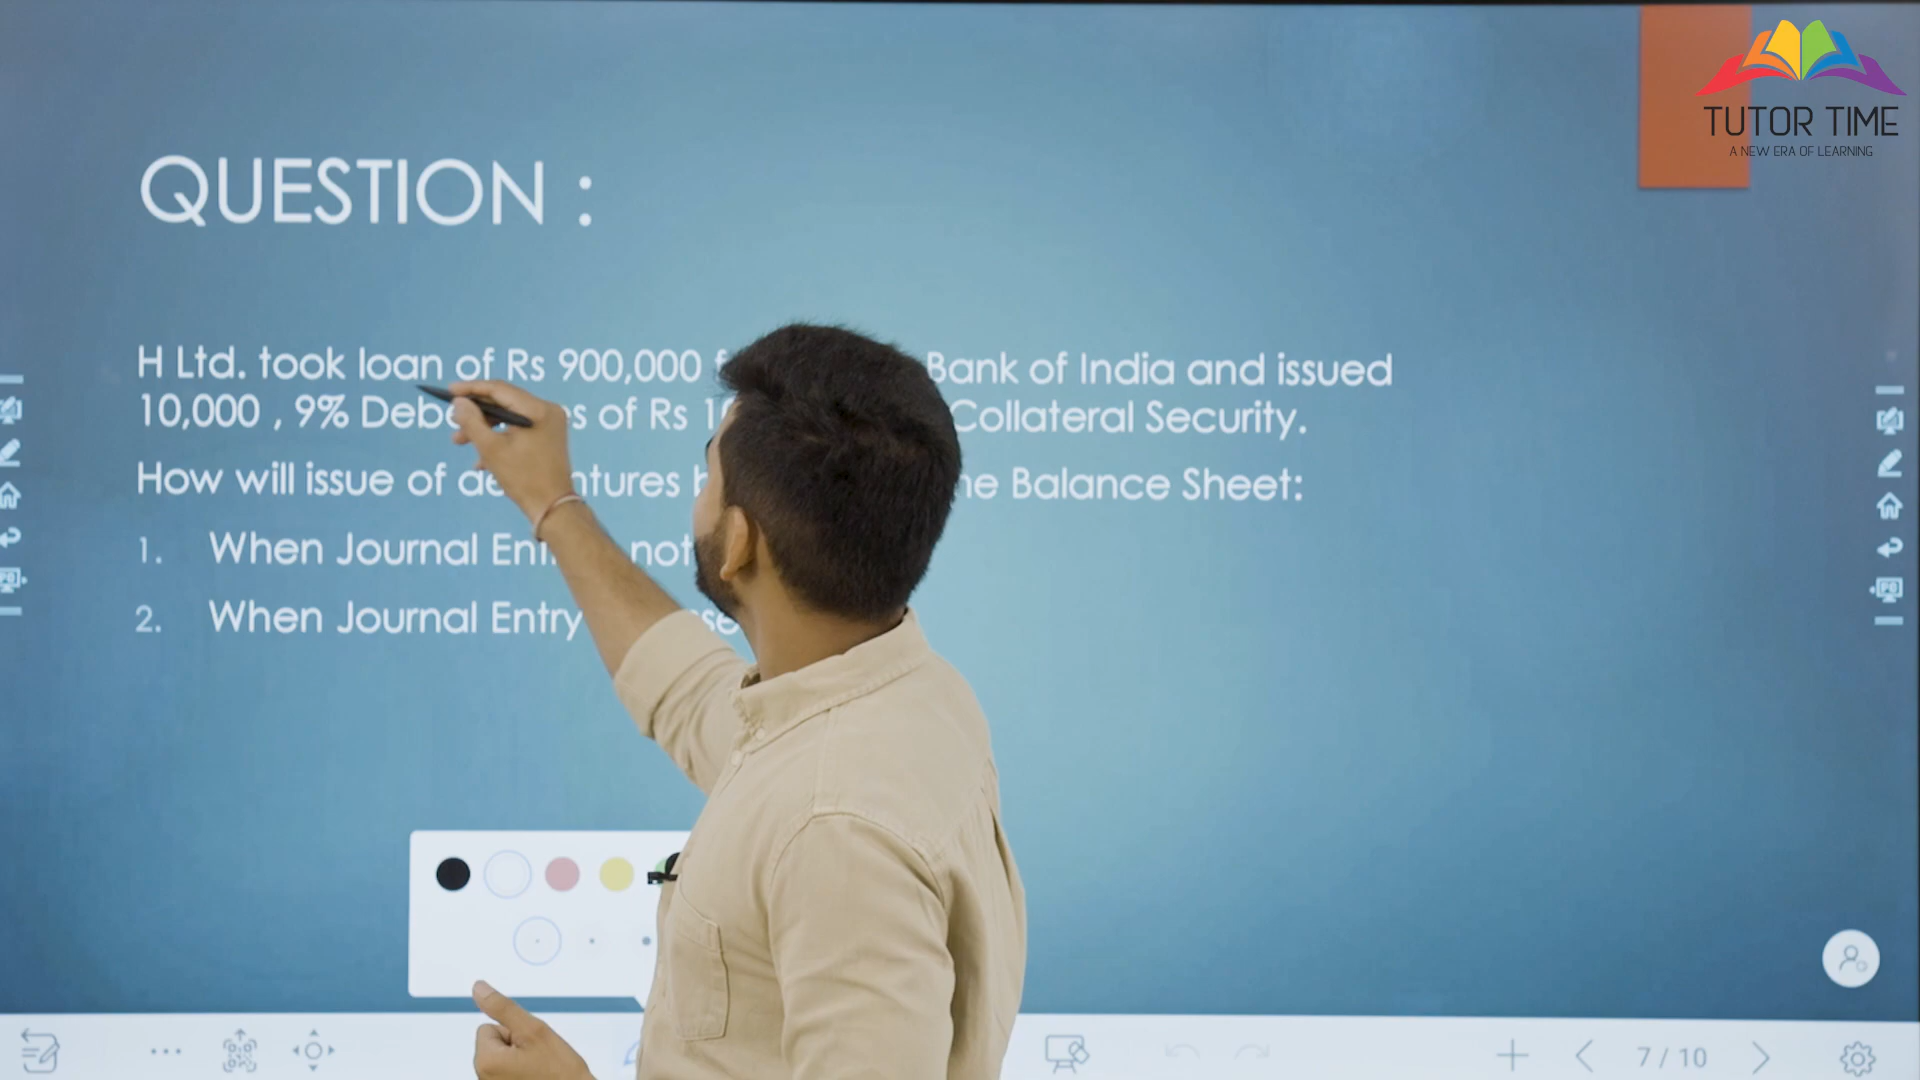 TUTOR TIME
A NEW ERA OF LEARNING
QUESTION :
H Ltd. took loan of Rs 900,000 Bank of India and issued
10,000 , 9% of Rs Collateral Security.
How will issue of Balance Sheet:
1. When Journal not
2. When Journal Entry
7 / 10